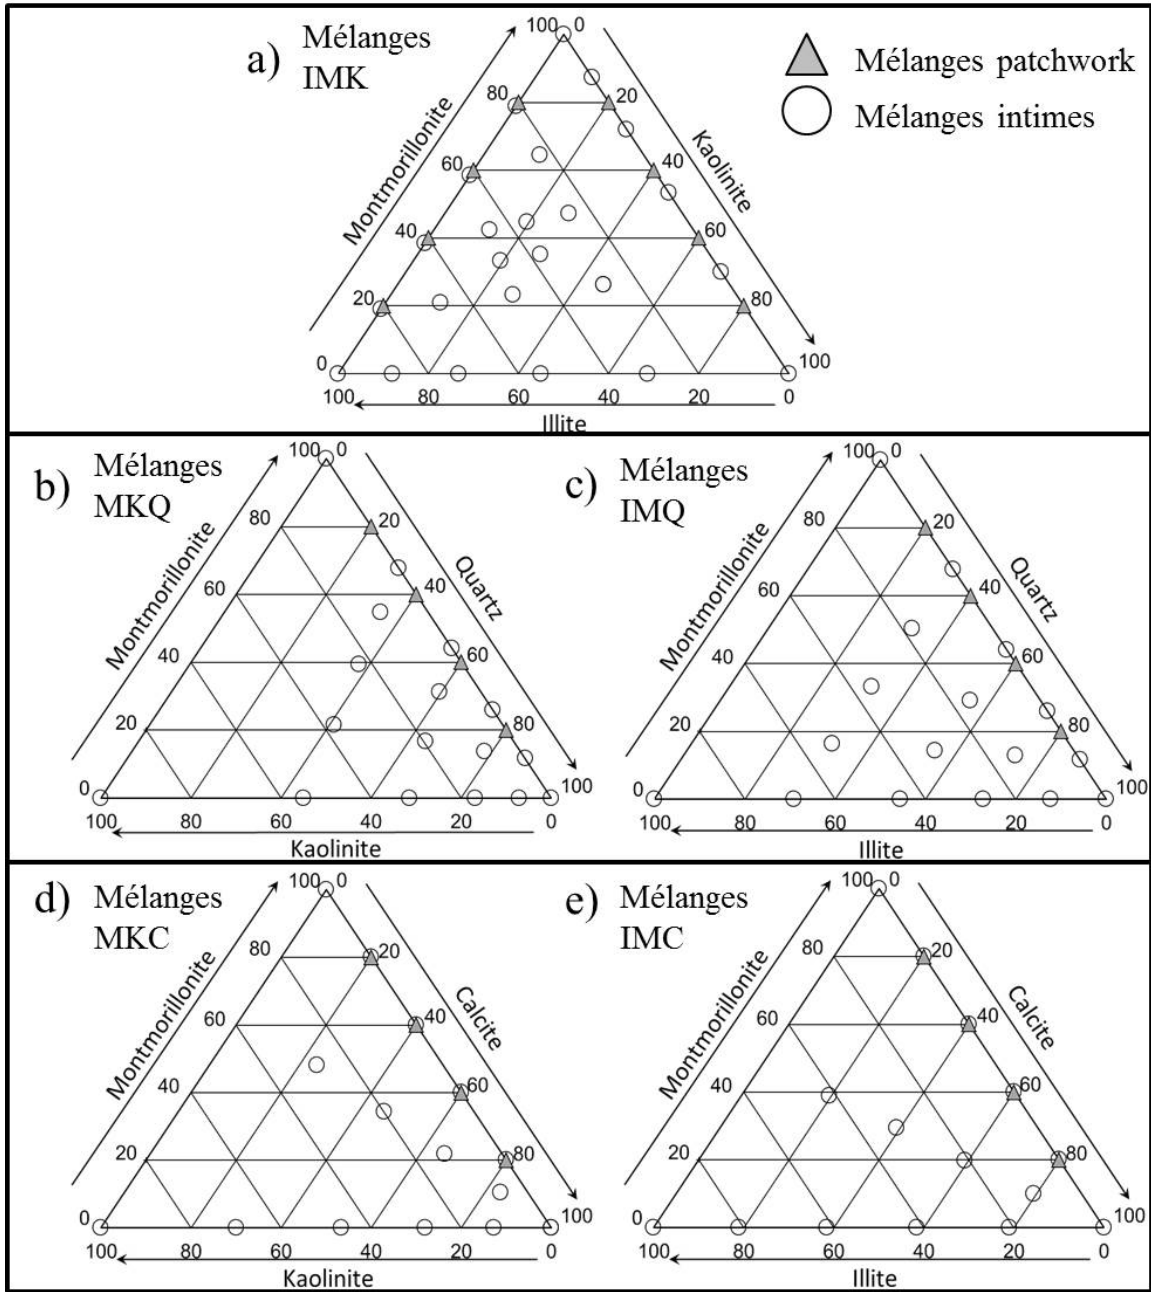 a) Mélanges
IMK
Mélanges patchwork
Mélanges intimes
100 0
80 20
60 40
40 60
20 80
0 100
100 80 60 40 20 0
Montmorillonite
Kaolinite
Illite
b) Mélanges
MKQ
100 0
80 20
60 40
40 60
20 80
0 100
100 80 60 40 20 0
Montmorillonite
Quartz
Kaolinite
c) Mélanges
IMQ
100 0
80 20
60 40
40 60
20 80
0 100
100 80 60 40 20 0
Montmorillonite
Quartz
Illite
d) Mélanges
MKC
100 0
80 20
60 40
40 60
20 80
0 100
100 80 60 40 20 0
Montmorillonite
Calcite
Kaolinite
e) Mélanges
IMC
100 0
80 20
60 40
40 60
20 80
0 100
100 80 60 40 20 0
Montmorillonite
Calcite
Illite